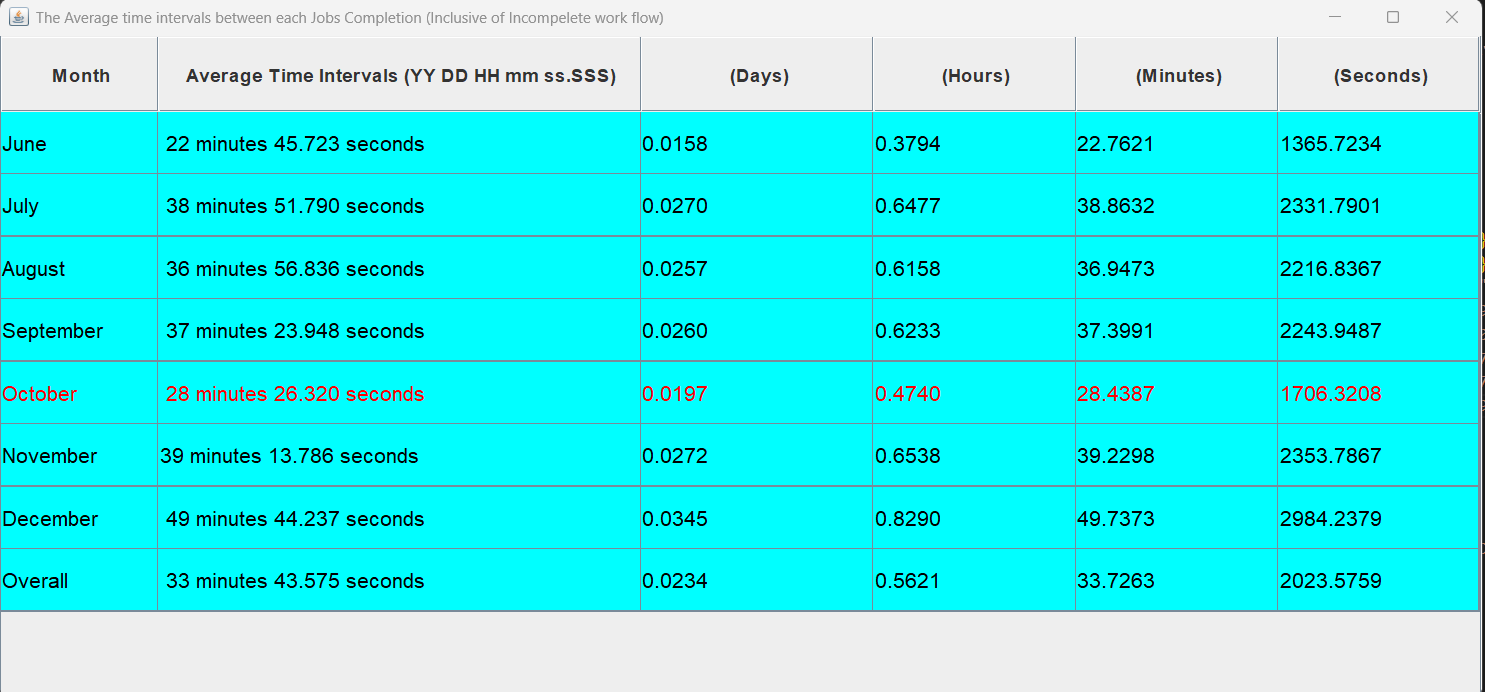 The Average time intervals between each Jobs Completion (Inclusive of Incompelete work flow)
Month Average Time Intervals (YY DD HH mm ss.SSS) (Days) (Hours) (Minutes) (Seconds)
June 22 minutes 45.723 seconds 0.0158 0.3794 22.7621 1365.7234
July 38 minutes 51.790 seconds 0.0270 0.6477 38.8632 2331.7901
August 36 minutes 56.836 seconds 0.0257 0.6158 36.9473 2216.8367
September 37 minutes 23.948 seconds 0.0260 0.6233 37.3991 2243.9487
October 28 minutes 26.320 seconds 0.0197 0.4740 28.4387 1706.3208
November 39 minutes 13.786 seconds 0.0272 0.6538 39.2298 2353.7867
December 49 minutes 44.237 seconds 0.0345 0.8290 49.7373 2984.2379
Overall 33 minutes 43.575 seconds 0.0234 0.5621 33.7263 2023.5759